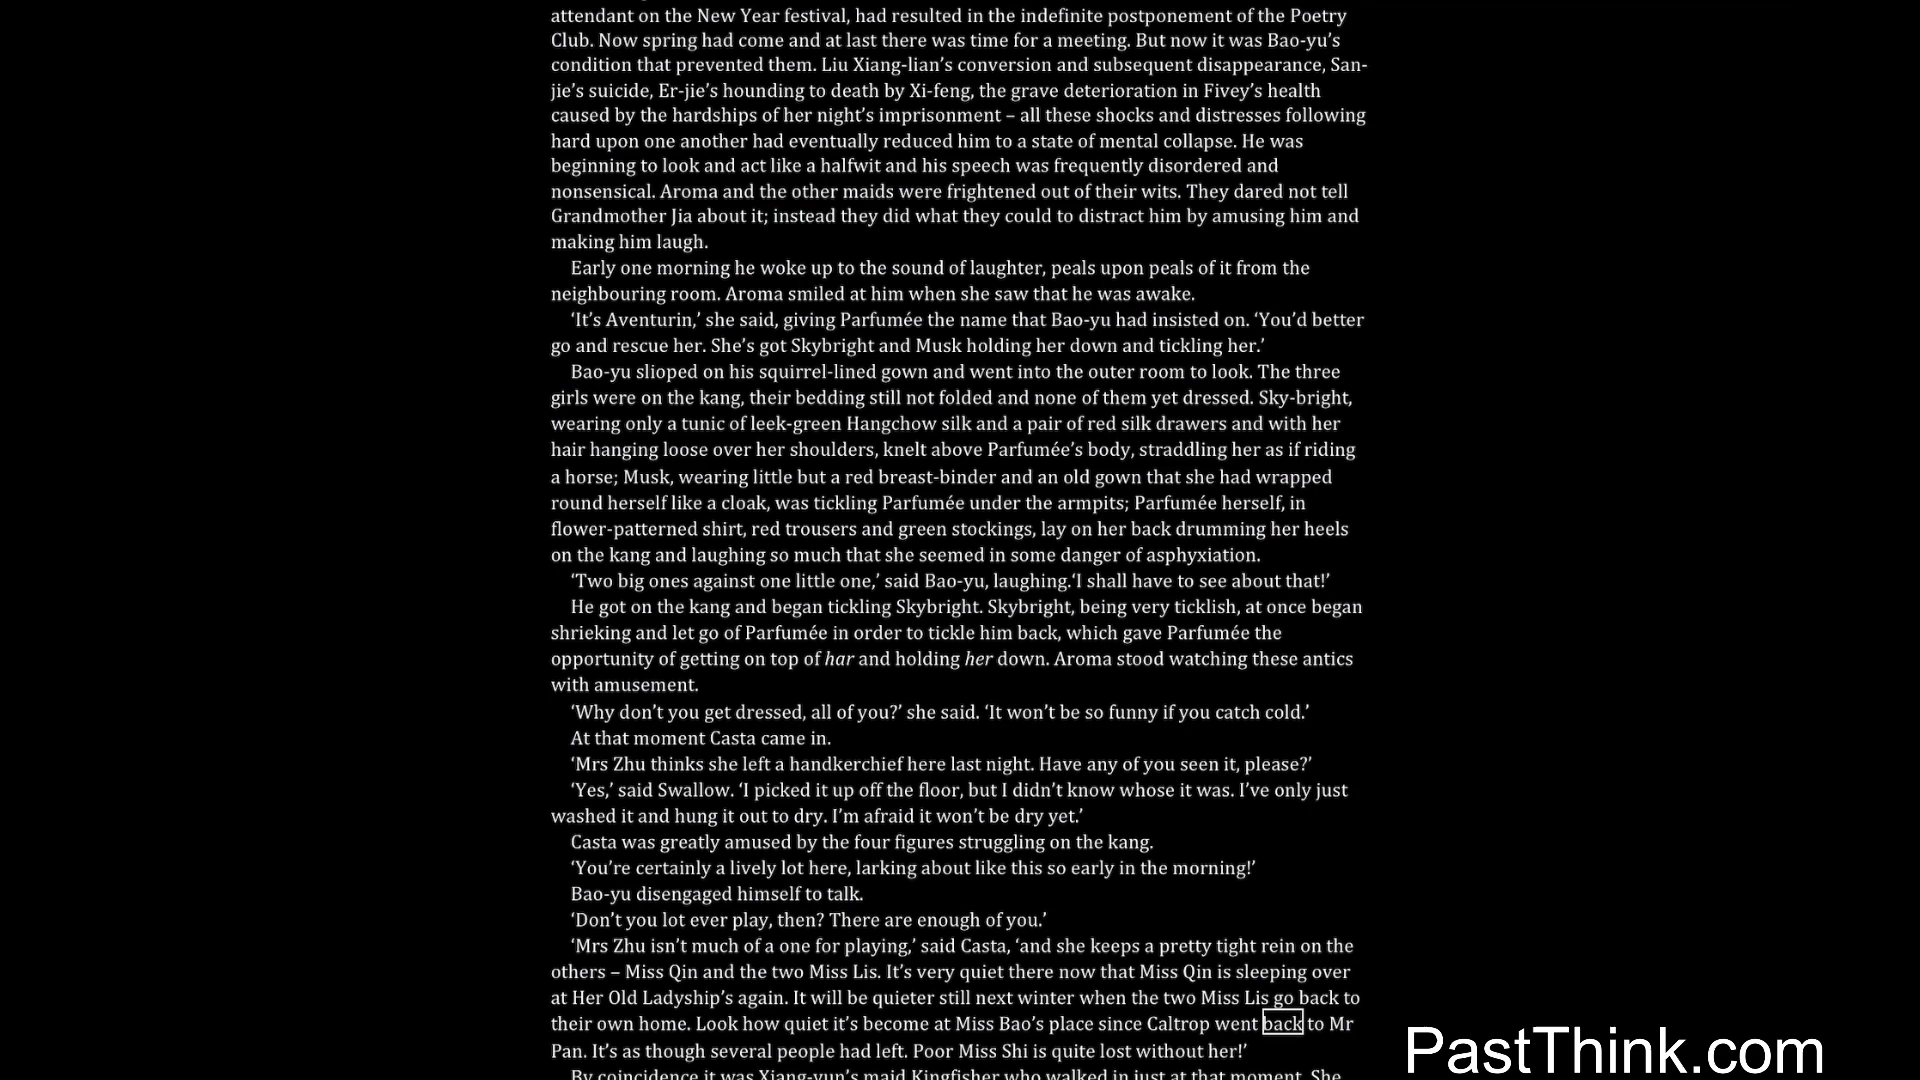 attendant on the New Year festival, had resulted in the indefinite postponement of the Poetry
Club. Now spring had come and at last there was time for a meeting. But now it was Bao-yu’s
condition that prevented them. Liu Xiang-lian’s conversion and subsequent disappearance, San-
jie’s suicide, Er-jie’s hounding to death by Xi-feng, the grave deterioration in Fivey’s health
caused by the hardships of her night’s imprisonment – all these shocks and distresses following
hard upon one another had eventually reduced him to a state of mental collapse. He was
beginning to look and act like a halfwit and his speech was frequently disordered and
nonsensical. Aroma and the other maids were frightened out of their wits. They dared not tell
Grandmother Jia about it; instead they did what they could to distract him by amusing him and
making him laugh.
Early one morning he woke up to the sound of laughter, peals upon peals of it from the
neighbouring room. Aroma smiled at him when she saw that he was awake.
‘It’s Aventurin,’ she said, giving Parfumée the name that Bao-yu had insisted on. ‘You’d better
go and rescue her. She’s got Skybright and Musk holding her down and tickling her.’
Bao-yu slioped on his squirrel-lined gown and went into the outer room to look. The three
girls were on the kang, their bedding still not folded and none of them yet dressed. Sky-bright,
wearing only a tunic of leek-green Hangchow silk and a pair of red silk drawers and with her
hair hanging loose over her shoulders, knelt above Parfumée’s body, straddling her as if riding
a horse; Musk, wearing little but a red breast-binder and an old gown that she had wrapped
round herself like a cloak, was tickling Parfumée under the armpits; Parfumée herself, in
flower-patterned shirt, red trousers and green stockings, lay on her back drumming her heels
on the kang and laughing so much that she seemed in some danger of asphyxiation.
‘Two big ones against one little one,’ said Bao-yu, laughing.‘I shall have to see about that!’
He got on the kang and began tickling Skybright. Skybright, being very ticklish, at once began
shrieking and let go of Parfumée in order to tickle him back, which gave Parfumée the
opportunity of getting on top of har and holding her down. Aroma stood watching these antics
with amusement.
‘Why don’t you get dressed, all of you?’ she said. ‘It won’t be so funny if you catch cold.’
At that moment Casta came in.
‘Mrs Zhu thinks she left a handkerchief here last night. Have any of you seen it, please?’
‘Yes,’ said Swallow. ‘I picked it up off the floor, but I didn’t know whose it was. I’ve only just
washed it and hung it out to dry. I’m afraid it won’t be dry yet.’
Casta was greatly amused by the four figures struggling on the kang.
‘You’re certainly a lively lot here, larking about like this so early in the morning!’
Bao-yu disengaged himself to talk.
‘Don’t you lot ever play, then? There are enough of you.’
‘Mrs Zhu isn’t much of a one for playing,’ said Casta, ‘and she keeps a pretty tight rein on the
others – Miss Qin and the two Miss Lis. It’s very quiet there now that Miss Qin is sleeping over
at Her Old Ladyship’s again. It will be quieter still next winter when the two Miss Lis go back to
their own home. Look how quiet it’s become at Miss Bao’s place since Caltrop went back to Mr
Pan. It’s as though several people had left. Poor Miss Shi is quite lost without her!’
By coincidence it was Xiang-yun’s maid Kingfisher who walked in just at that moment. She
PastThink.com